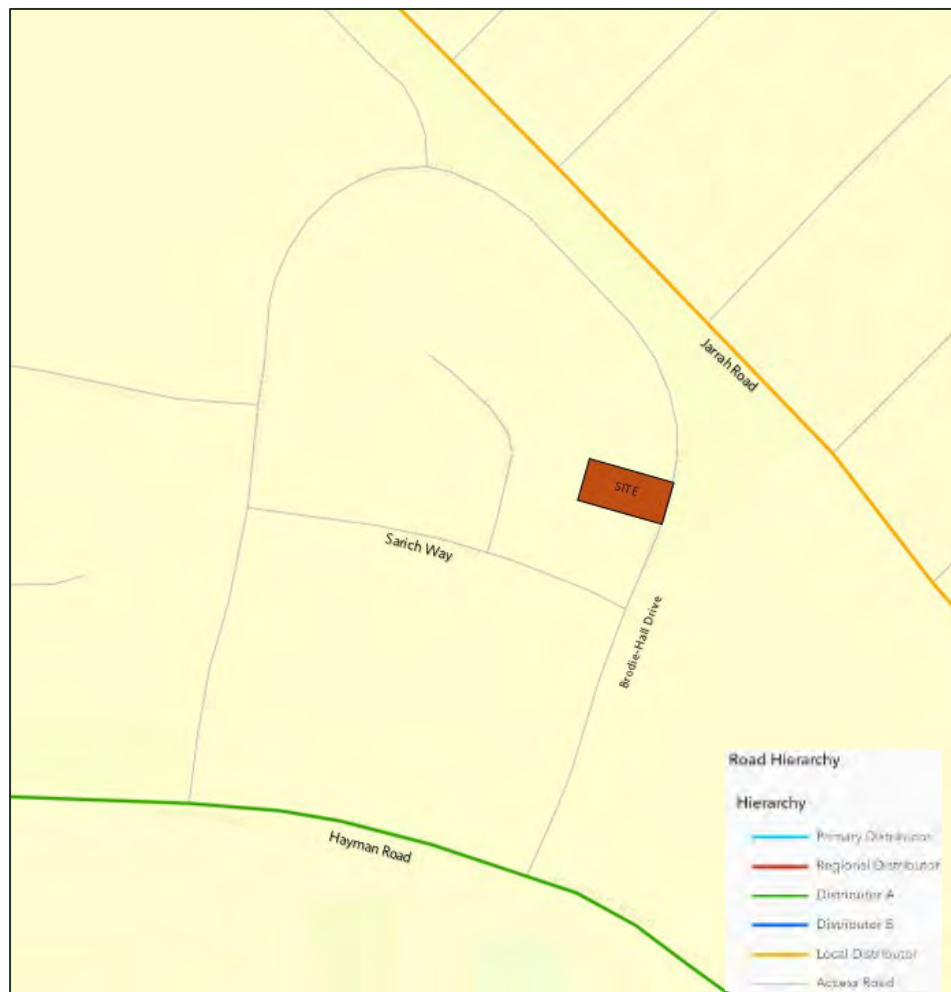 Jarrah Road
SITE
Sarich Way
Brodie-Hall Drive
Hayman Road
Road Hierarchy
Hierarchy
Primary Distributor
Regional Distributor
Distributor A
Distributor B
Local Distributor
Access Road